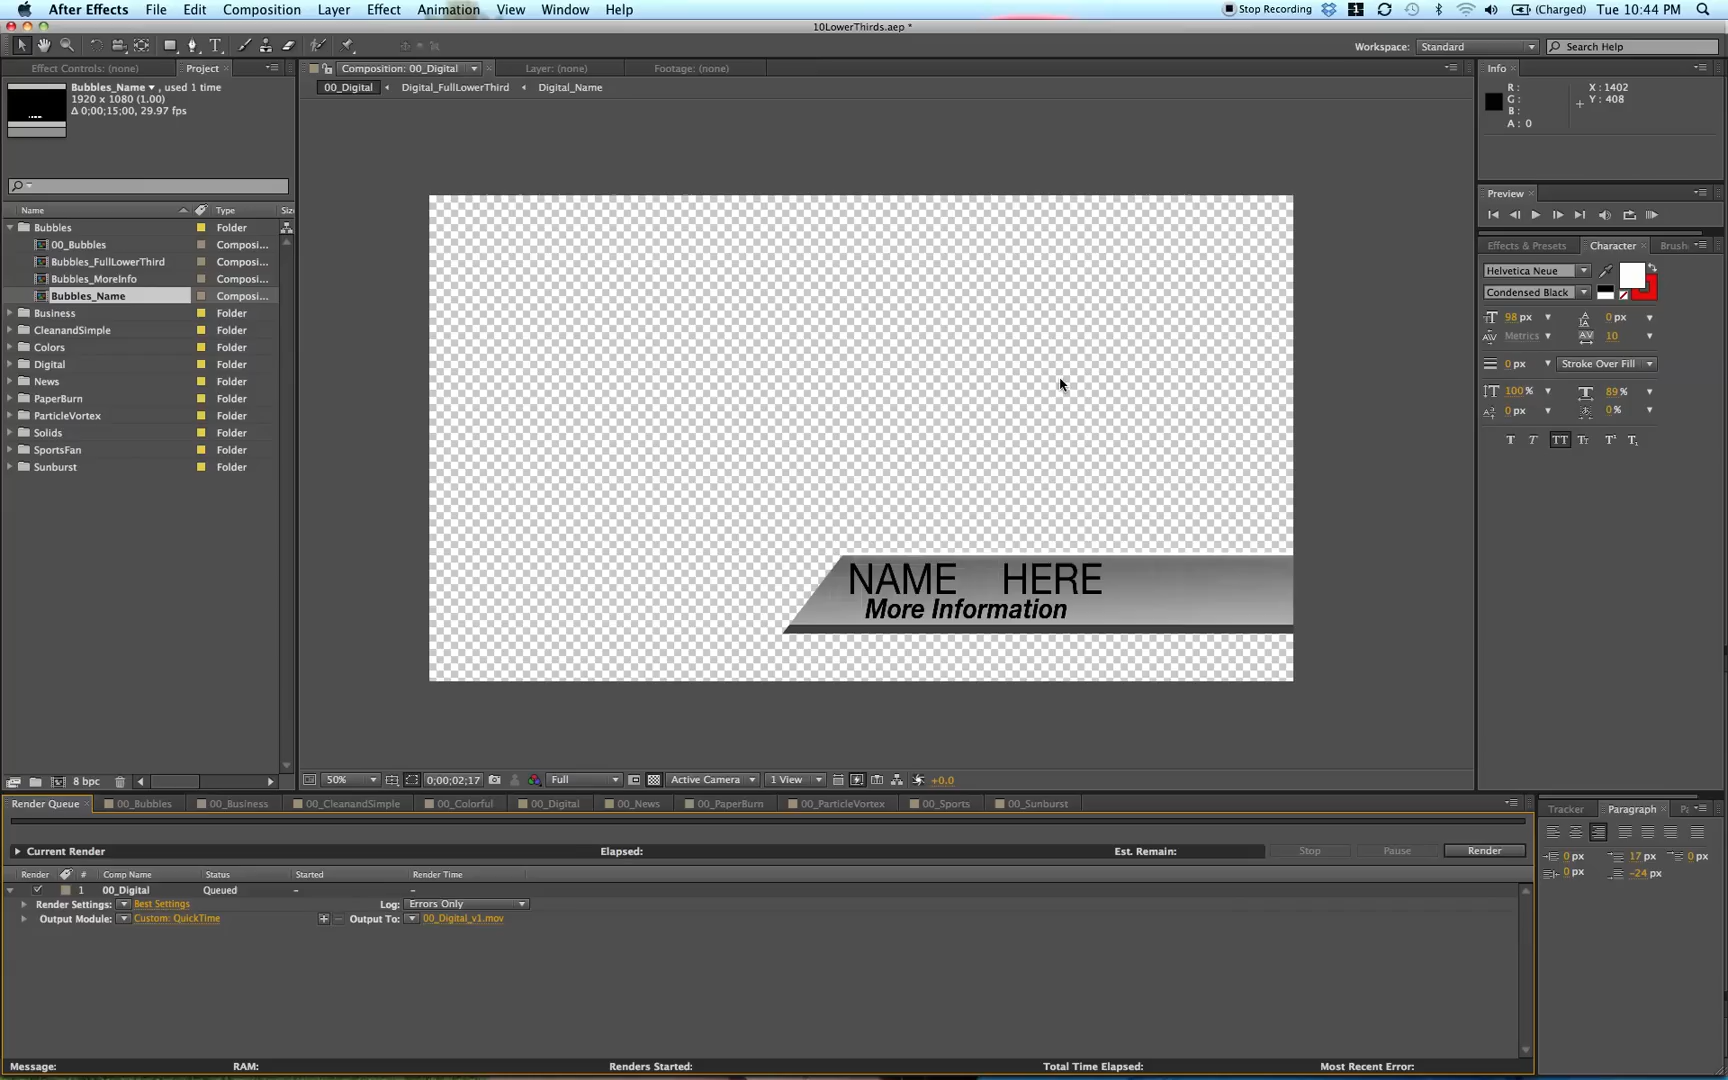 After Effects File Edit Composition Layer Effect Animation View Window Help Stop Recording 1 (Charged) Tue 10:44 PM
10LowerThirds.aep *
Workspace: Standard Search Help
Effect Controls: (none) Project Composition: 00_Digital Layer: (none) Footage: (none) Info
00_Digital Digital_FullLowerThird Digital_Name
Bubbles_Name , used 1 time
1920 x 1080 (1.00)
Δ 0;00;15;00, 29.97 fps
R : X : 1402
G : Y : 408
B :
A : 0
Preview
Name Type Siz
Bubbles Folder
00_Bubbles Composi...
Bubbles_FullLowerThird Composi...
Bubbles_MoreInfo Composi...
Bubbles_Name Composi...
Business Folder
CleanandSimple Folder
Colors Folder
Digital Folder
News Folder
PaperBurn Folder
ParticleVortex Folder
Solids Folder
SportsFan Folder
Sunburst Folder
Effects & Presets Character Brush
Helvetica Neue
Condensed Black
98 px 0 px
Metrics 10
0 px Stroke Over Fill
100 % 89 %
0 px 0 %
T T TT Tt T¹ T₁
NAME HERE
More Information
8 bpc 50% 0;00;02;17 Full Active Camera 1 View +0.0
Render Queue 00_Bubbles 00_Business 00_CleanandSimple 00_Colorful 00_Digital 00_News 00_PaperBurn 00_ParticleVortex 00_Sports 00_Sunburst
Tracker Paragraph
0 px 17 px 0 px
0 px -24 px
Current Render Elapsed: Est. Remain: Stop Pause Render
Render # Comp Name Status Started Render Time
1 00_Digital Queued – –
Render Settings: Best Settings Log: Errors Only
Output Module: Custom: QuickTime + – Output To: 00_Digital_v1.mov
Message: RAM: Renders Started: Total Time Elapsed: Most Recent Error: